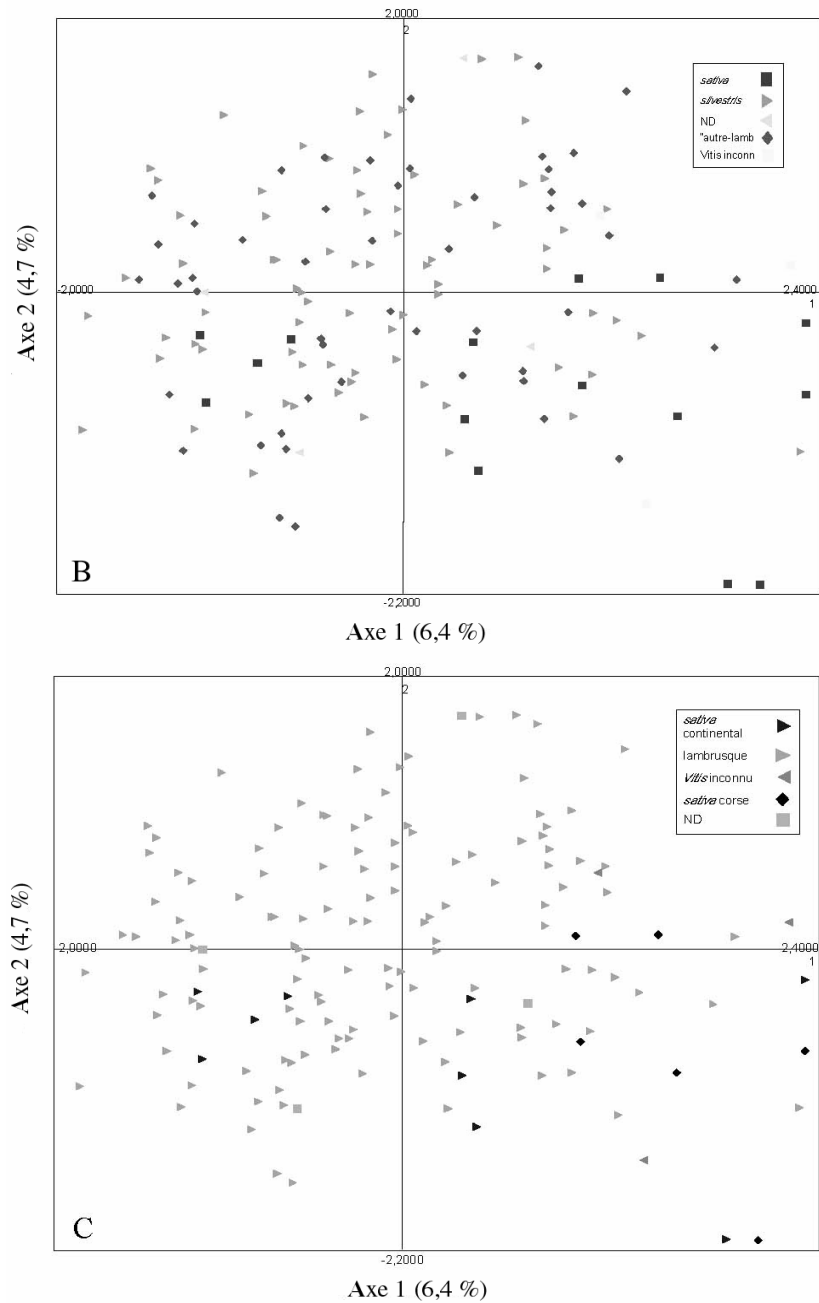 2,0000
2
sativa
silvestris
ND
"autre-lamb
Vitis inconn
-2,0000
2,4000
1
Axe 2 (4,7 %)
B
-2,2000
Axe 1 (6,4 %)
2,0000
2
sativa
continental
lambrusque
Vitis inconnu
sativa corse
ND
2,0000
2,4000
1
Axe 2 (4,7 %)
C
-2,2000
Axe 1 (6,4 %)